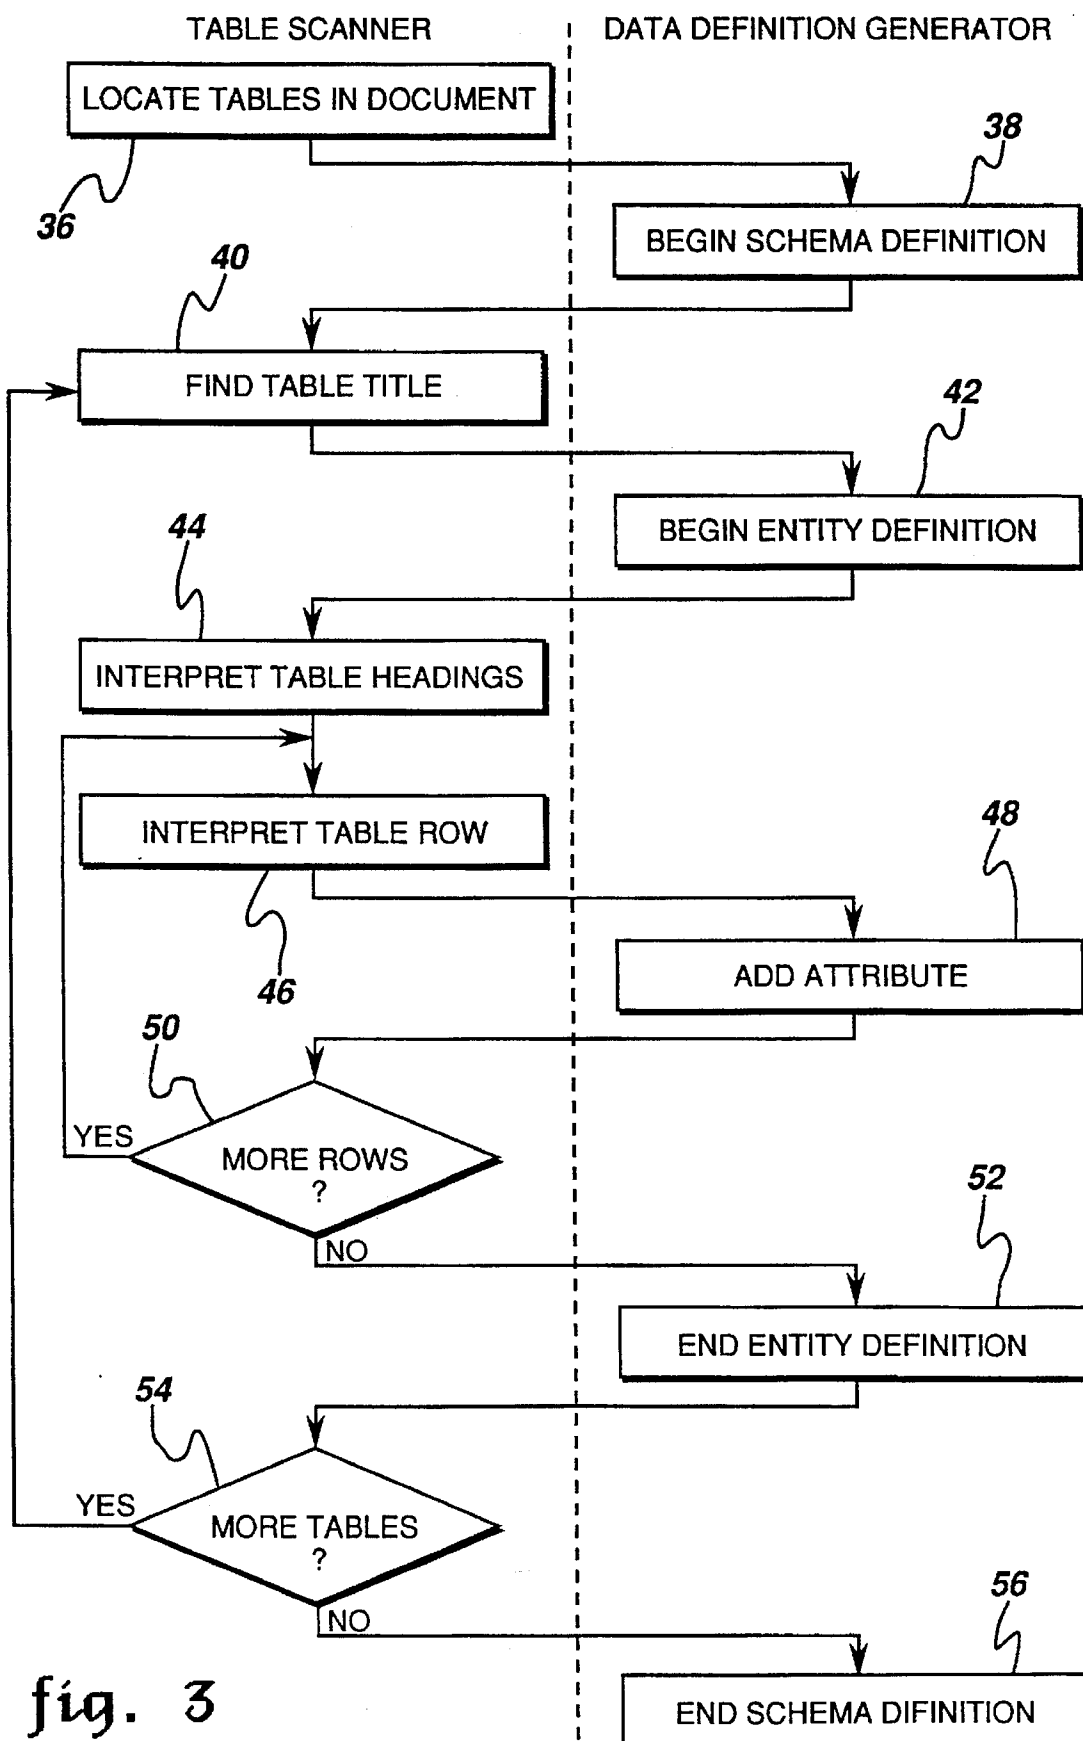 TABLE SCANNER
DATA DEFINITION GENERATOR
LOCATE TABLES IN DOCUMENT
36
38
BEGIN SCHEMA DEFINITION
40
FIND TABLE TITLE
42
BEGIN ENTITY DEFINITION
44
INTERPRET TABLE HEADINGS
INTERPRET TABLE ROW
46
48
ADD ATTRIBUTE
50
YES
MORE ROWS
?
NO
52
END ENTITY DEFINITION
54
YES
MORE TABLES
?
NO
56
END SCHEMA DIFINITION
fig. 3